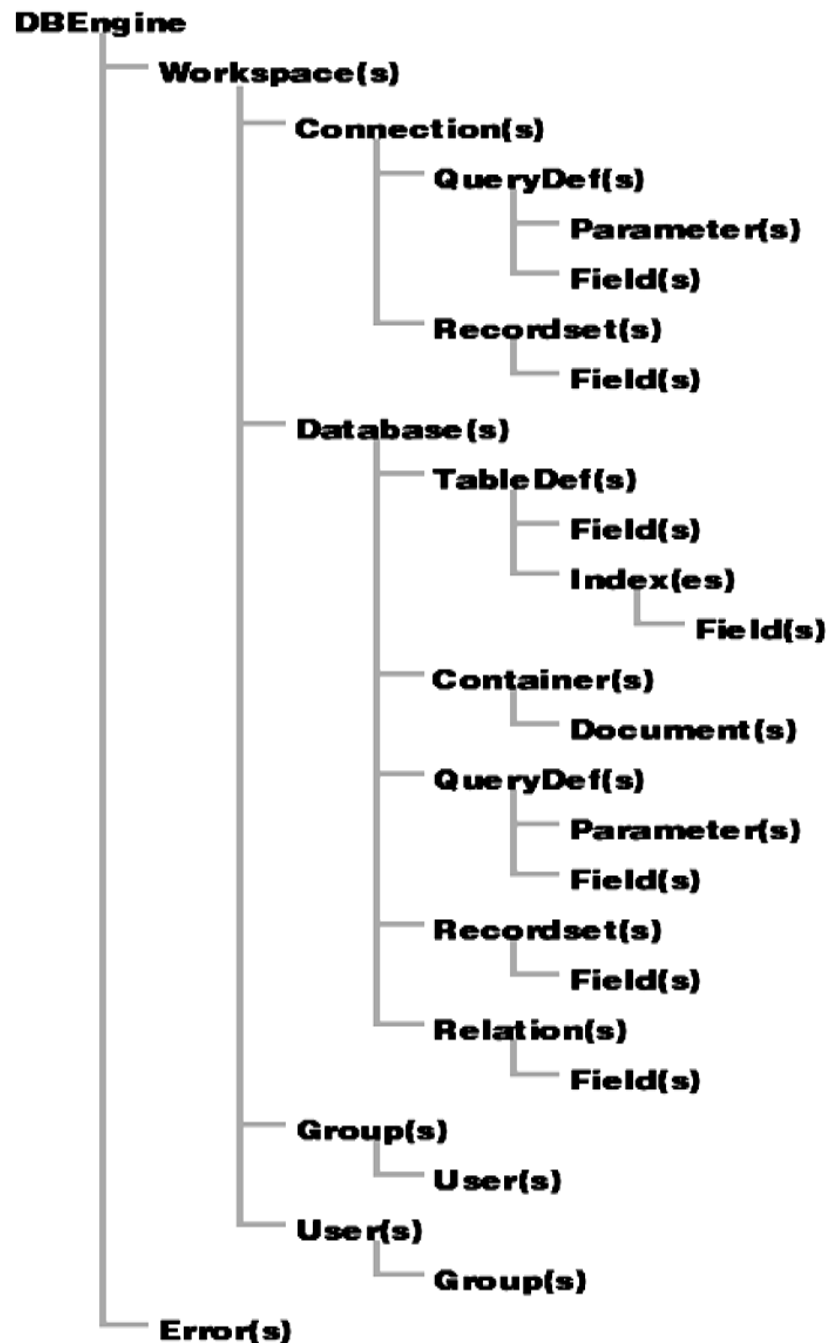 DBEngine
Workspace(s)
Connection(s)
QueryDef(s)
Parameter(s)
Field(s)
Recordset(s)
Field(s)
Database(s)
TableDef(s)
Field(s)
Index(es)
Field(s)
Container(s)
Document(s)
QueryDef(s)
Parameter(s)
Field(s)
Recordset(s)
Field(s)
Relation(s)
Field(s)
Group(s)
User(s)
User(s)
Group(s)
Error(s)